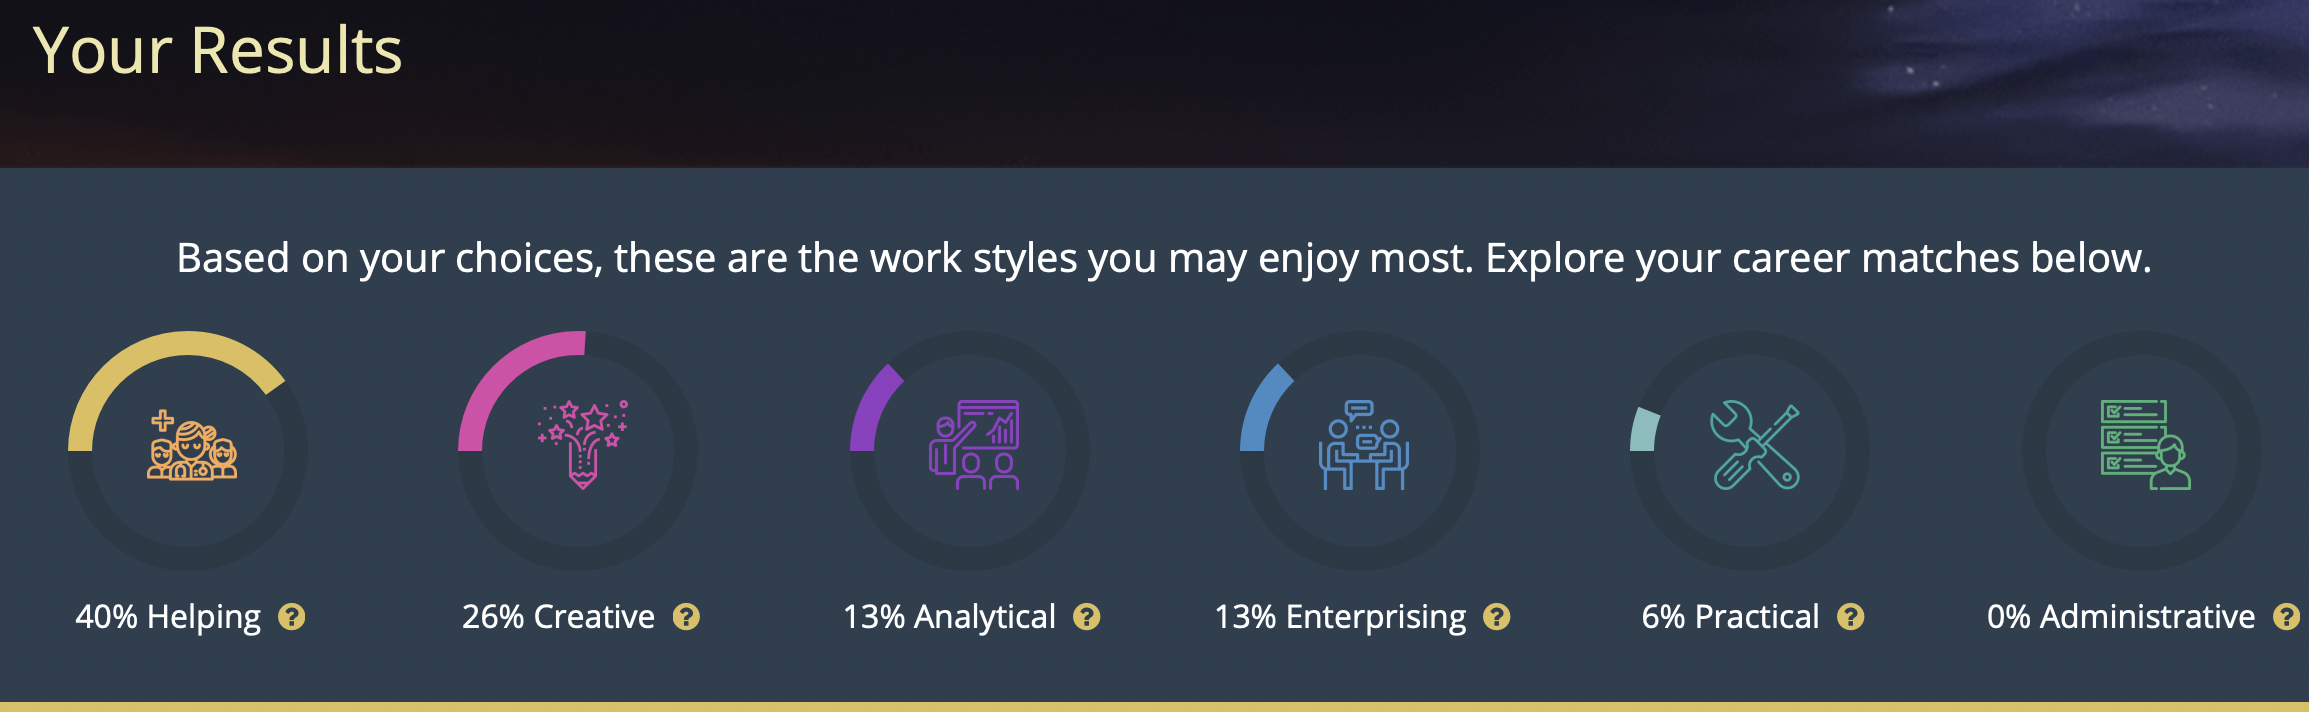 Your Results
Based on your choices, these are the work styles you may enjoy most. Explore your career matches below.
40% Helping ?
26% Creative ?
13% Analytical ?
13% Enterprising ?
6% Practical ?
0% Administrative ?